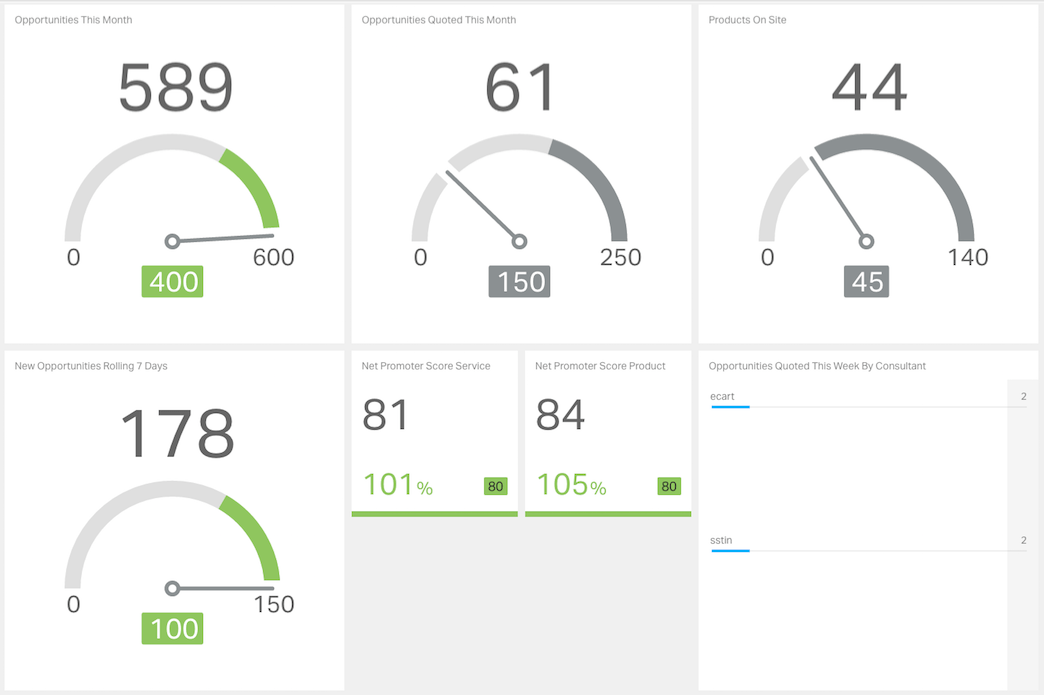 Opportunities This Month
589
0
600
400
Opportunities Quoted This Month
61
0
250
150
Products On Site
44
0
140
45
New Opportunities Rolling 7 Days
178
0
150
100
Net Promoter Score Service
81
101%
80
Net Promoter Score Product
84
105%
80
Opportunities Quoted This Week By Consultant
ecart 2
sstin 2